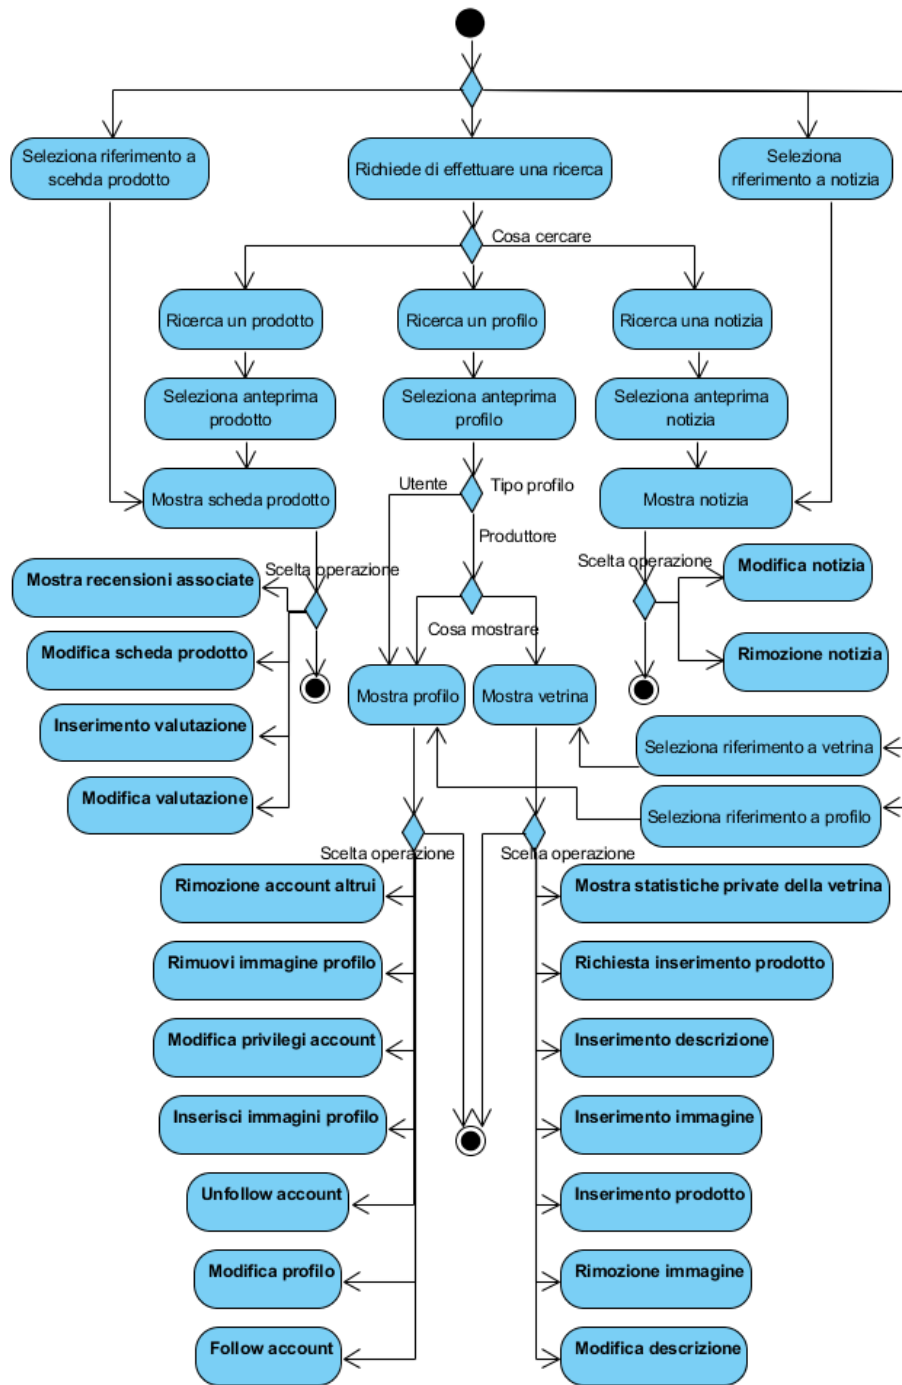 Seleziona riferimento a
scehda prodotto
Richiede di effettuare una ricerca
Seleziona
riferimento a notizia
Cosa cercare
Ricerca un prodotto
Ricerca un profilo
Ricerca una notizia
Seleziona anteprima
prodotto
Seleziona anteprima
profilo
Seleziona anteprima
notizia
Utente
Tipo profilo
Mostra scheda prodotto
Mostra notizia
Produttore
Scelta operazione
Scelta operazione
Mostra recensioni associate
Modifica notizia
Cosa mostrare
Modifica scheda prodotto
Rimozione notizia
Mostra profilo
Mostra vetrina
Inserimento valutazione
Seleziona riferimento a vetrina
Modifica valutazione
Seleziona riferimento a profilo
Scelta operazione
Scelta operazione
Rimozione account altrui
Mostra statistiche private della vetrina
Rimuovi immagine profilo
Richiesta inserimento prodotto
Modifica privilegi account
Inserimento descrizione
Inserisci immagini profilo
Inserimento immagine
Unfollow account
Inserimento prodotto
Modifica profilo
Rimozione immagine
Follow account
Modifica descrizione